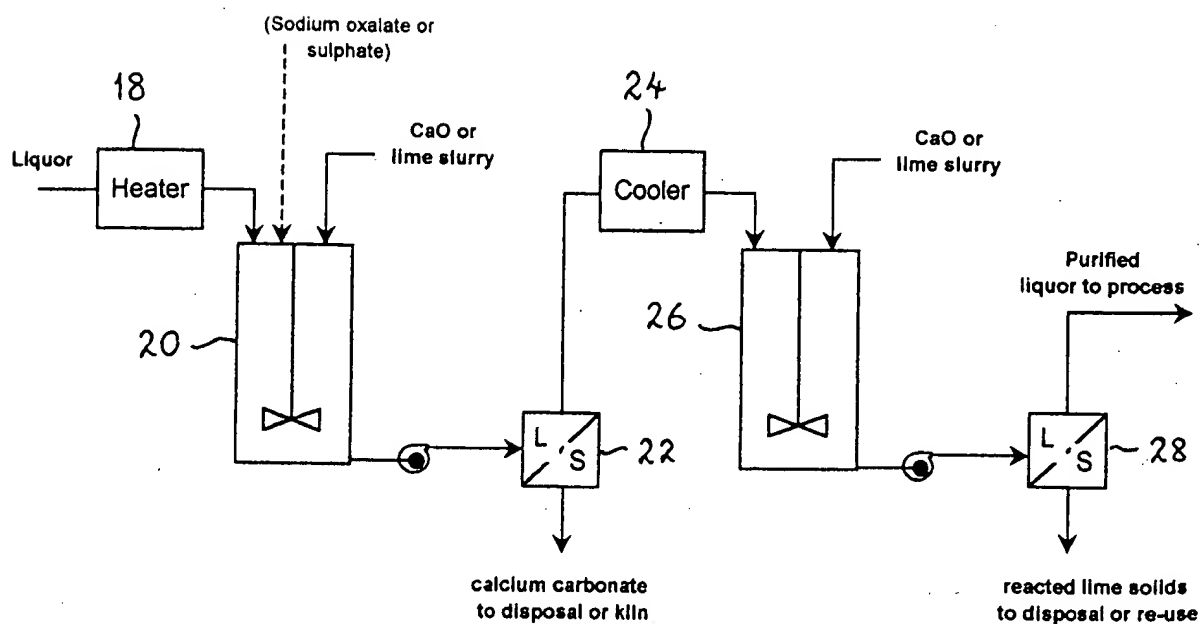 (Sodium oxalate or
sulphate)
18
24
CaO or
lime slurry
CaO or
lime slurry
Liquor
Heater
Cooler
Purified
liquor to process
20
26
L
S
22
L
S
28
calcium carbonate
to disposal or kiln
reacted lime solids
to disposal or re-use